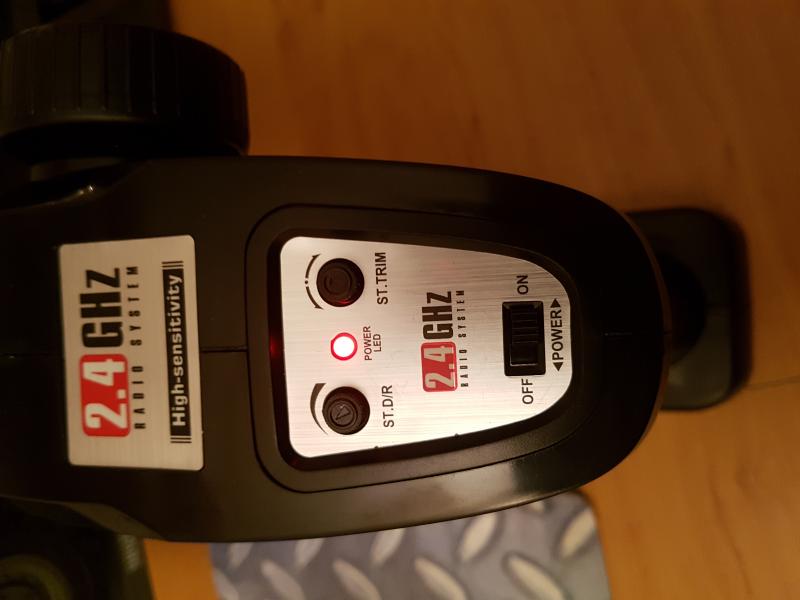 2.4GHz
RADIO SYSTEM
High-sensitivity
ST.D/R
POWER
LED
ST.TRIM
2.4GHz
RADIO SYSTEM
OFF
ON
◄POWER►